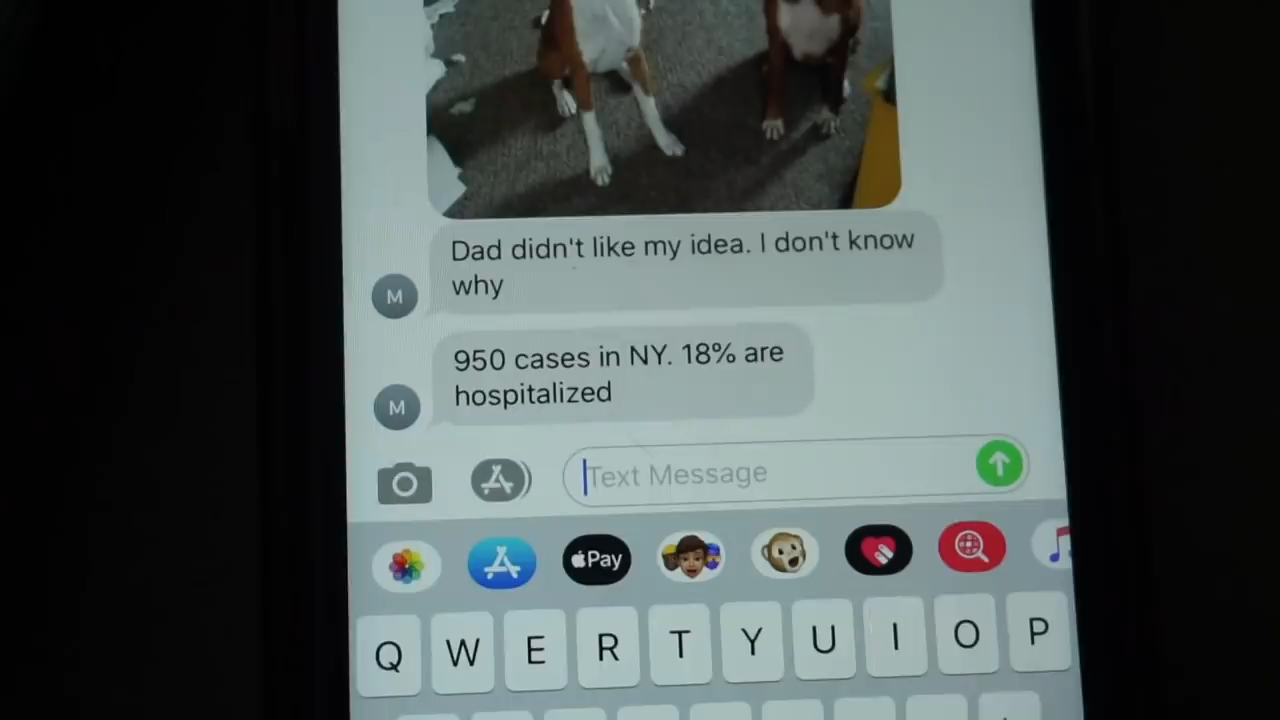 Dad didn't like my idea. I don't know
why
M
950 cases in NY. 18% are
hospitalized
M
Text Message
Pay
Q W E R T Y U I O P